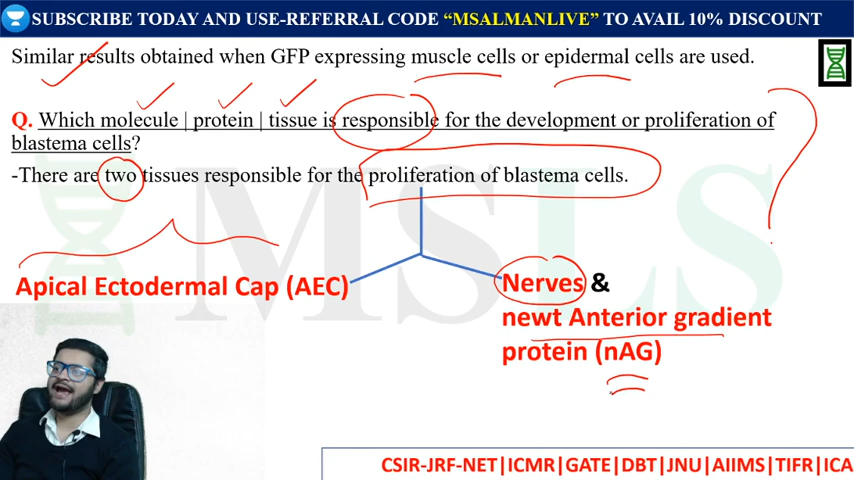 SUBSCRIBE TODAY AND USE-REFERRAL CODE “MSALMANLIVE” TO AVAIL 10% DISCOUNT
Similar results obtained when GFP expressing muscle cells or epidermal cells are used.
Q. Which molecule | protein | tissue is responsible for the development or proliferation of
blastema cells?
-There are two tissues responsible for the proliferation of blastema cells.
MSLS
Apical Ectodermal Cap (AEC)
Nerves &
newt Anterior gradient
protein (nAG)
CSIR-JRF-NET|ICMR|GATE|DBT|JNU|AIIMS|TIFR|ICA